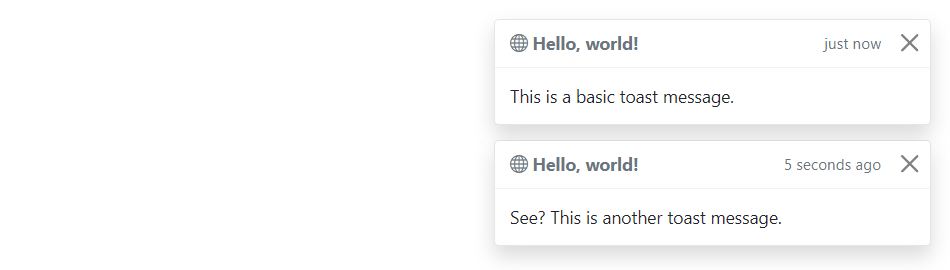 Hello, world! just now
This is a basic toast message.
Hello, world! 5 seconds ago
See? This is another toast message.